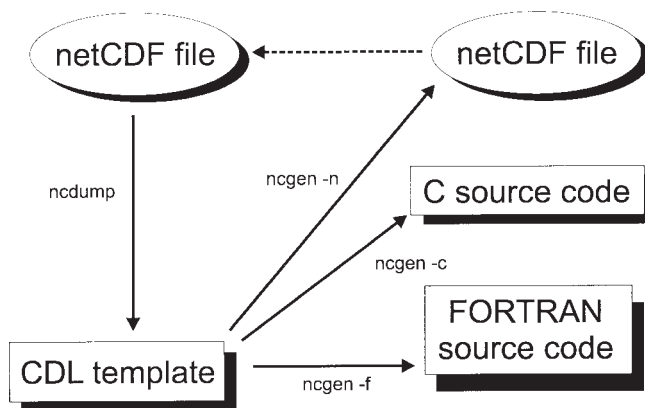 netCDF file
netCDF file
ncdump
ncgen -n
C source code
ncgen -c
FORTRAN
source code
CDL template
ncgen -f